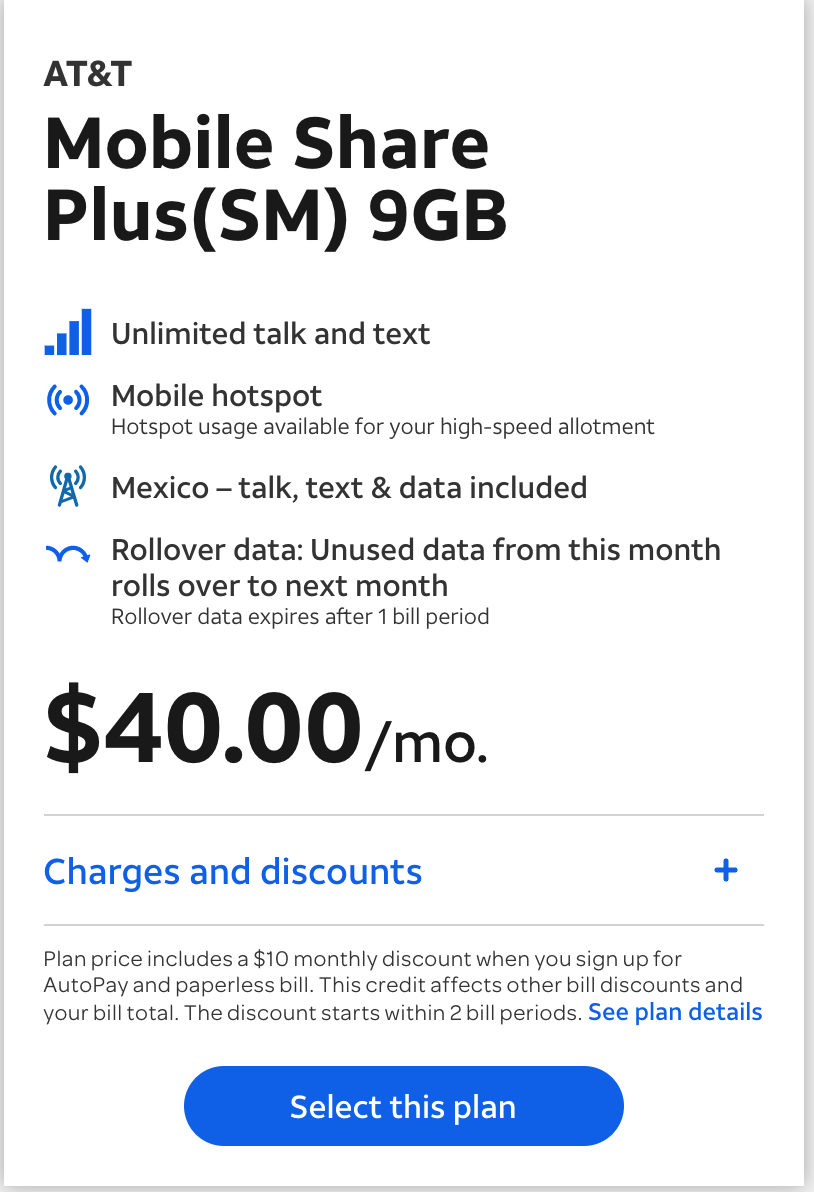 AT&T
Mobile Share
Plus(SM) 9GB
Unlimited talk and text
Mobile hotspot
Hotspot usage available for your high-speed allotment
Mexico – talk, text & data included
Rollover data: Unused data from this month
rolls over to next month
Rollover data expires after 1 bill period
$40.00/mo.
Charges and discounts +
Plan price includes a $10 monthly discount when you sign up for
AutoPay and paperless bill. This credit affects other bill discounts and
your bill total. The discount starts within 2 bill periods. See plan details
Select this plan